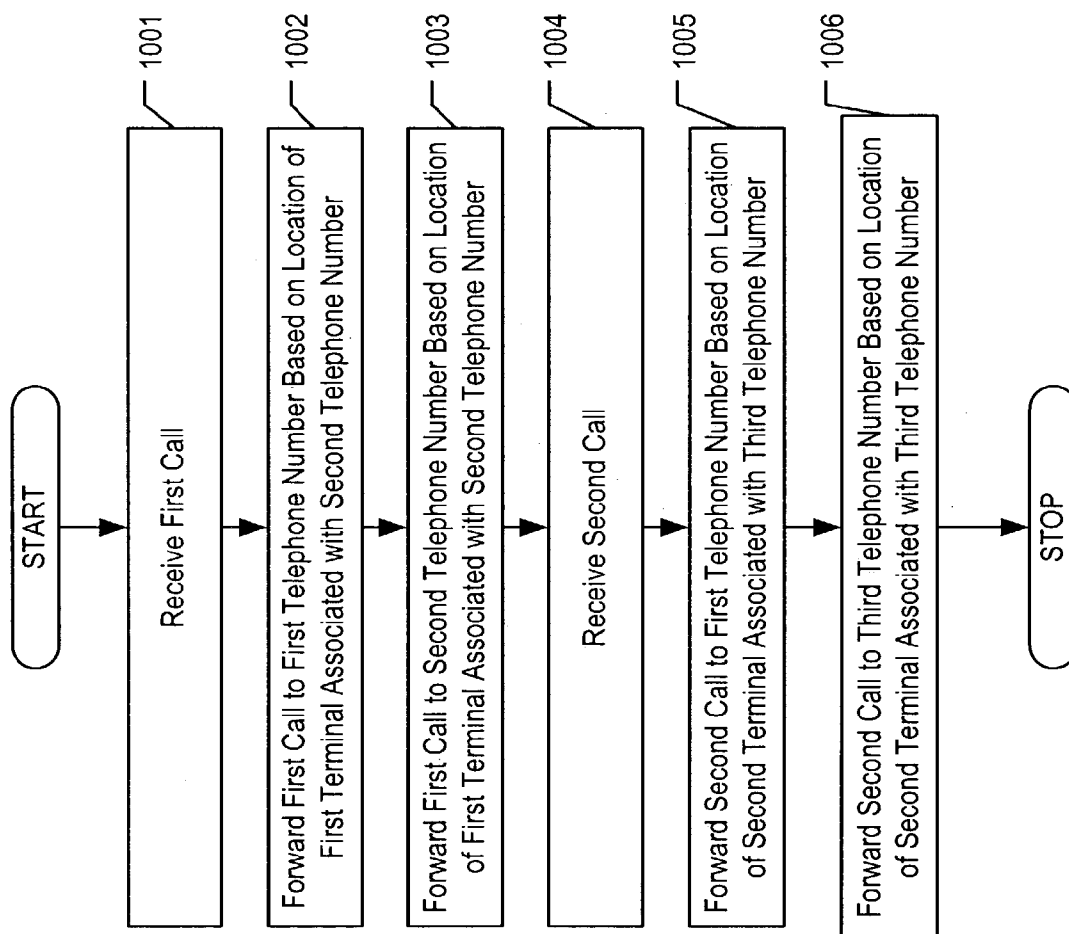 START
Receive First Call
1001
Forward First Call to First Telephone Number Based on Location of
First Terminal Associated with Second Telephone Number
1002
Forward First Call to Second Telephone Number Based on Location
of First Terminal Associated with Second Telephone Number
1003
Receive Second Call
1004
Forward Second Call to First Telephone Number Based on Location
of Second Terminal Associated with Third Telephone Number
1005
Forward Second Call to Third Telephone Number Based on Location
of Second Terminal Associated with Third Telephone Number
1006
STOP